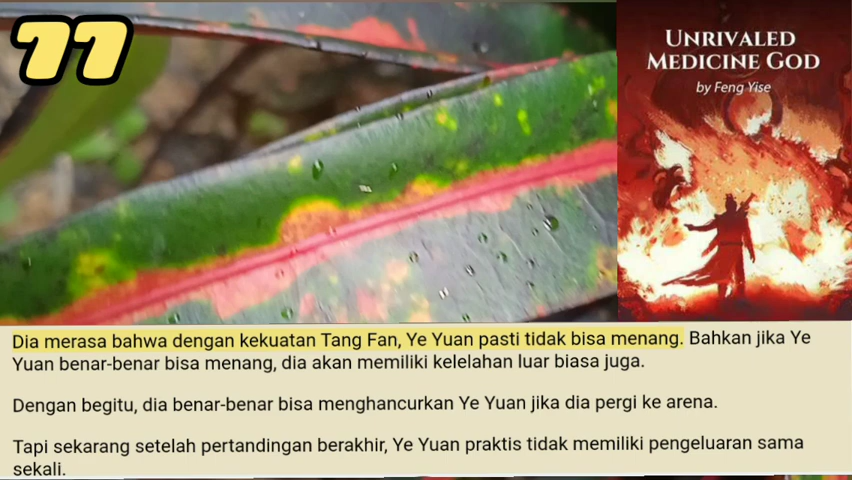 77
UNRIVALED
MEDICINE GOD
by Feng Yise
Dia merasa bahwa dengan kekuatan Tang Fan, Ye Yuan pasti tidak bisa menang. Bahkan jika Ye
Yuan benar-benar bisa menang, dia akan memiliki kelelahan luar biasa juga.
Dengan begitu, dia benar-benar bisa menghancurkan Ye Yuan jika dia pergi ke arena.
Tapi sekarang setelah pertandingan berakhir, Ye Yuan praktis tidak memiliki pengeluaran sama
sekali.